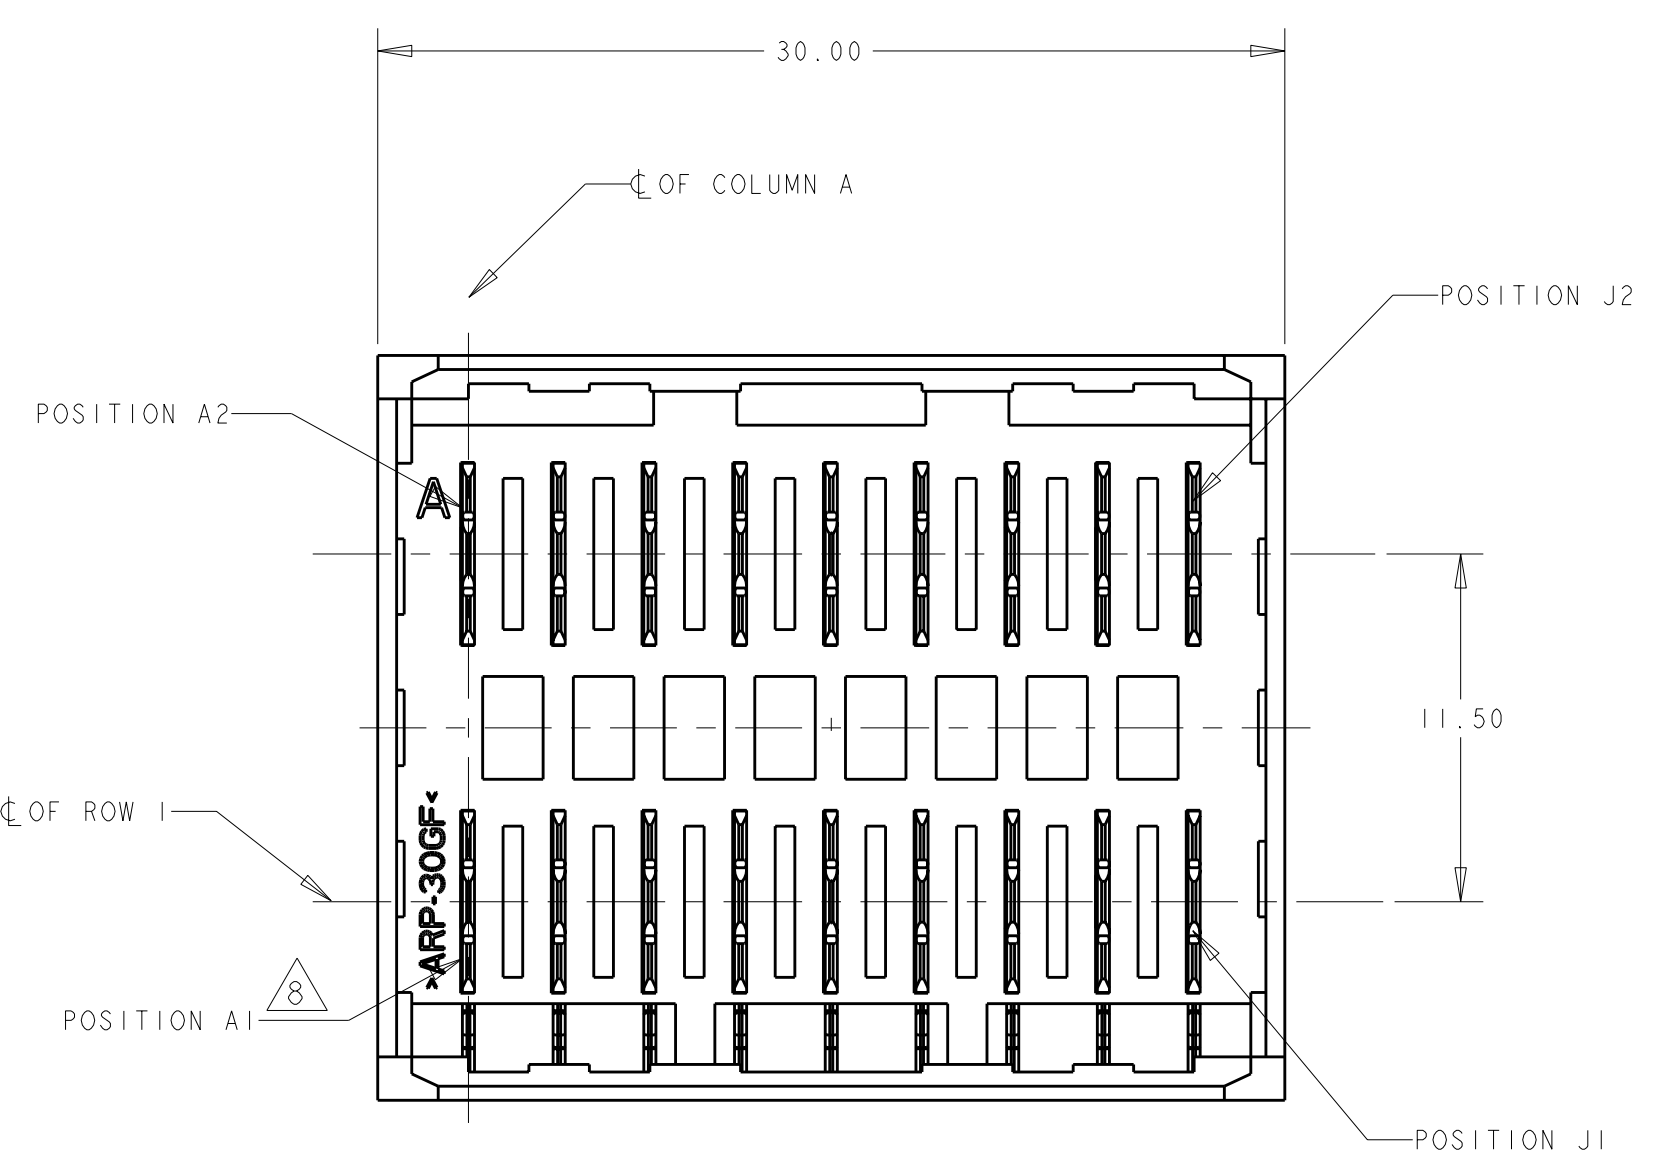 30.00
℄ OF COLUMN A
POSITION J2
POSITION A2
A
11.50
℄ OF ROW 1
>ARP-30GF<
8
POSITION A1
POSITION J1